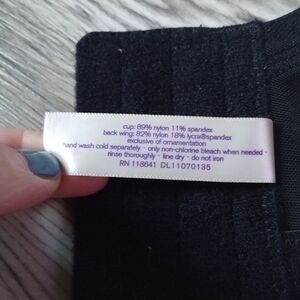 cup: 89% nylon 11% spandex
back wing: 82% nylon 18% lycra®spandex
exclusive of ornamentation
hand wash cold separately · only non-chlorine bleach when needed ·
rinse thoroughly · line dry · do not iron
RN 118641 DL11070135